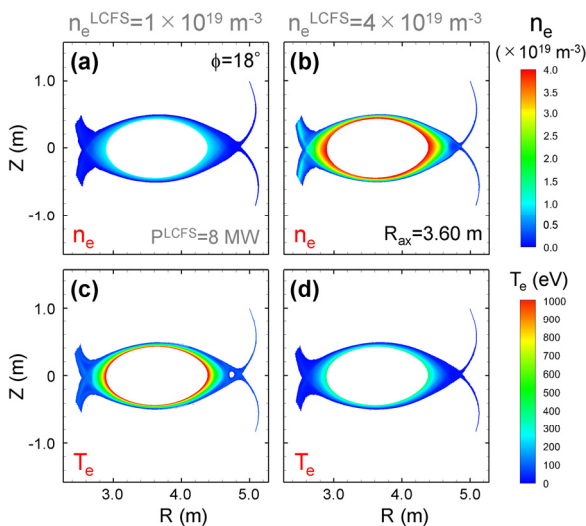 n_e^LCFS=1 × 10^19 m^-3
n_e^LCFS=4 × 10^19 m^-3
n_e
(× 10^19 m^-3)
(a)
ϕ=18°
(b)
1.0
0
-1.0
Z (m)
n_e
P^LCFS=8 MW
n_e
R_ax=3.60 m
4.0
3.5
3.0
2.5
2.0
1.5
1.0
0.5
0.0
(c)
(d)
T_e (eV)
1.0
0
-1.0
Z (m)
T_e
T_e
1000
900
800
700
600
500
400
300
200
100
0
3.0 4.0 5.0
3.0 4.0 5.0
R (m)
R (m)